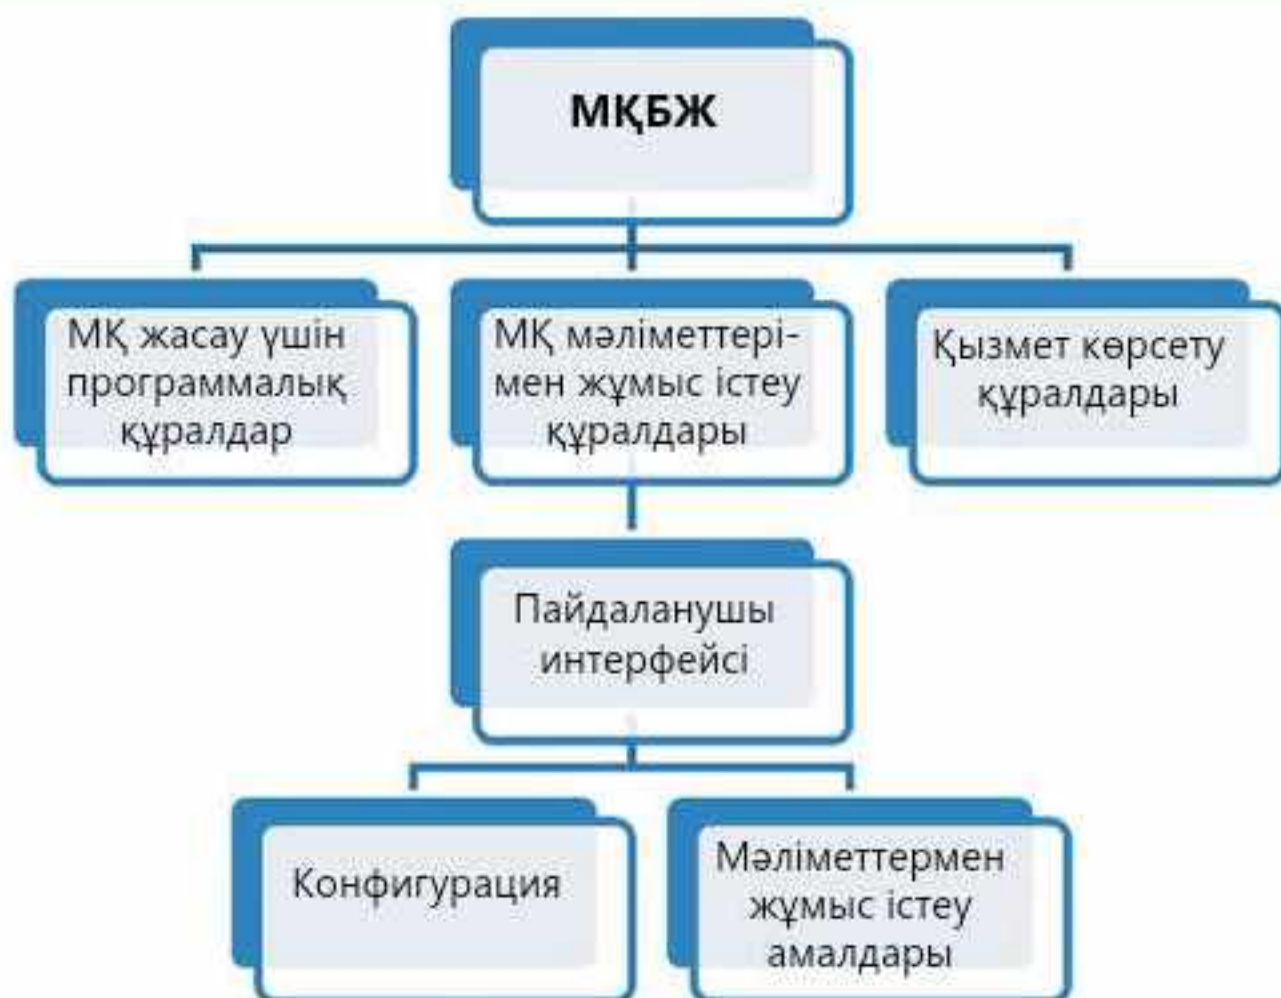 МҚБЖ
МҚ жасау үшін
программалық
құралдар
МҚ мәліметтері-
мен жұмыс істеу
құралдары
Қызмет көрсету
құралдары
Пайдаланушы
интерфейсі
Конфигурация
Мәліметтермен
жұмыс істеу
амалдары